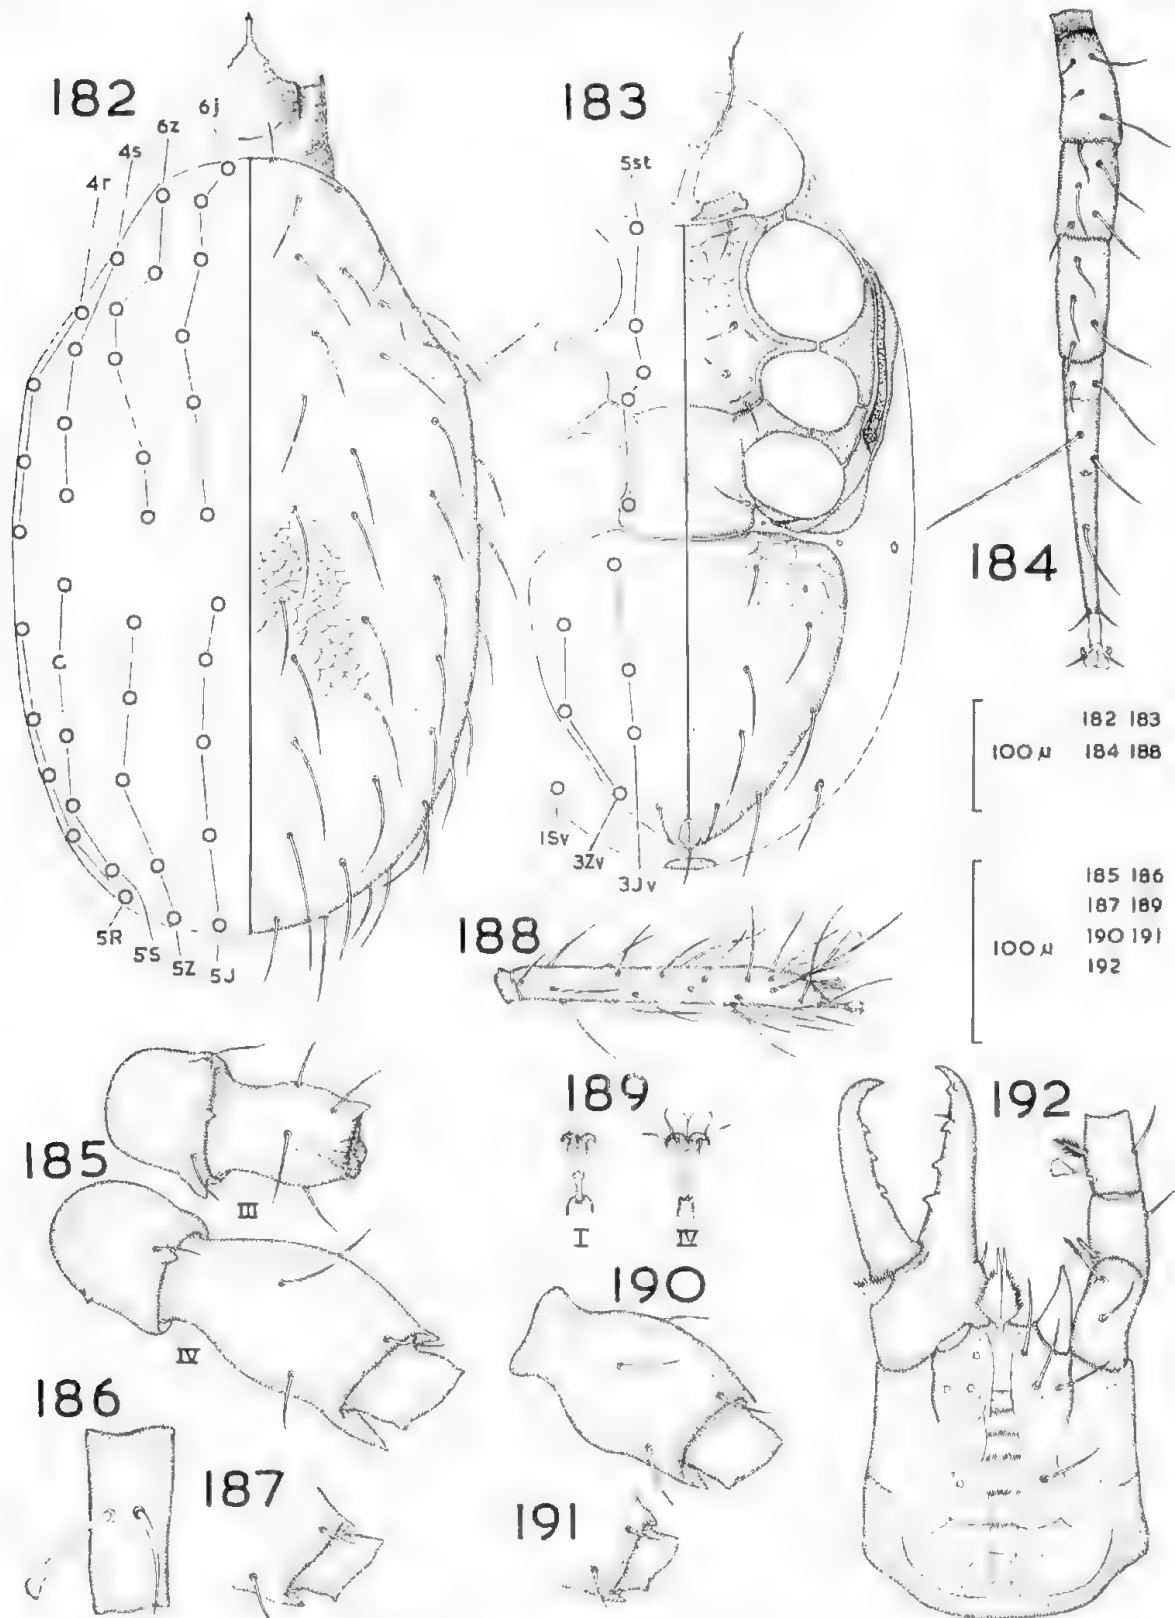 182
6j
6z
4s
4r
5R
5S
5Z
5J
183
5st
1Sv
3Zv
3Jv
184
100 μ
182 183
184 188
100 μ
185 186
187 189
190 191
192
188
185
III
IV
189
I
IV
192
190
186
187
191